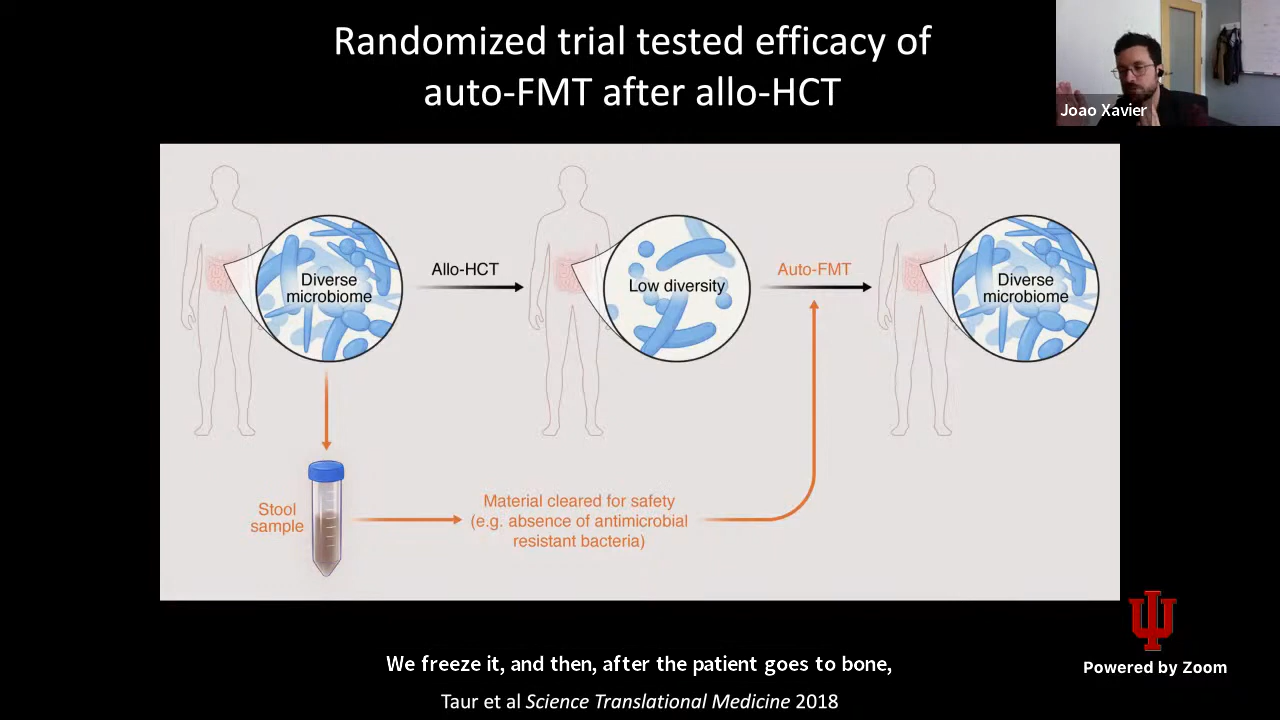 Randomized trial tested efficacy of
auto-FMT after allo-HCT
Joao Xavier
Diverse
microbiome
Allo-HCT
Low diversity
Auto-FMT
Diverse
microbiome
Stool
sample
Material cleared for safety
(e.g. absence of antimicrobial
resistant bacteria)
We freeze it, and then, after the patient goes to bone,
Powered by Zoom
Taur et al Science Translational Medicine 2018